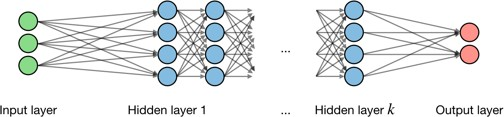 ...
Input layer
Hidden layer 1
...
Hidden layer k
Output layer